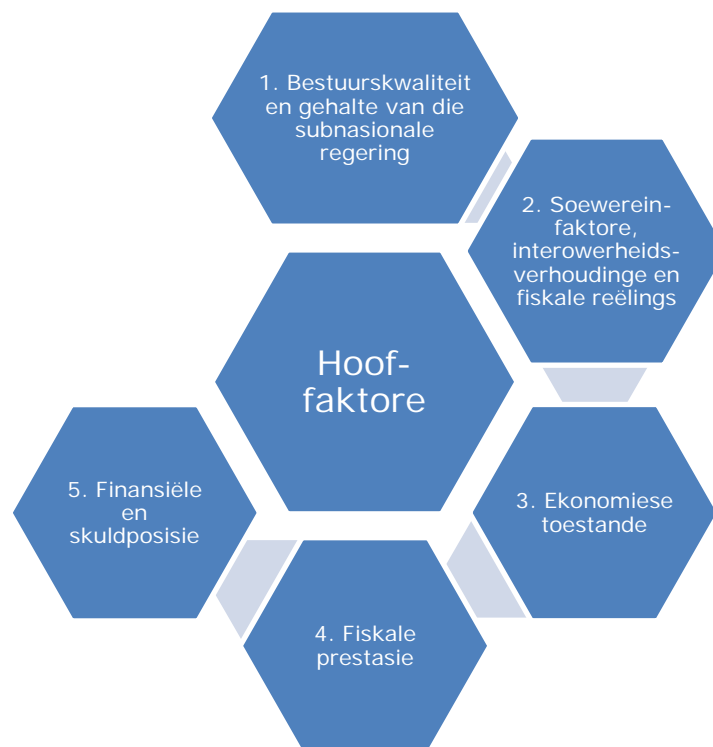 1. Bestuurskwaliteit
en gehalte van die
subnasionale
regering
2. Soewerein-
faktore,
interowerheids-
verhoudinge en
fiskale reëlings
Hoof-
faktore
3. Ekonomiese
toestande
4. Fiskale
prestasie
5. Finansiële
en
skuldposisie